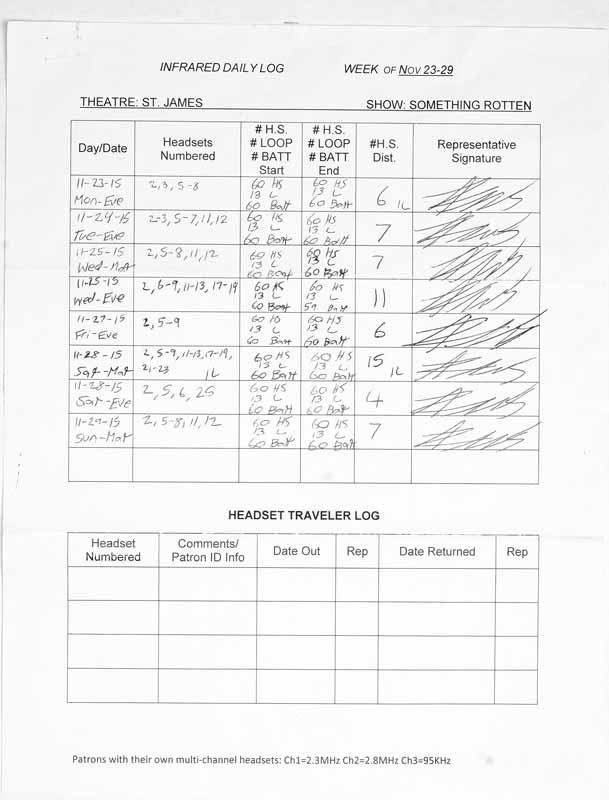 INFRARED DAILY LOG WEEK OF NOV 23-29
THEATRE: ST. JAMES SHOW: SOMETHING ROTTEN
Day/Date Headsets Numbered # H.S. # LOOP # BATT Start # H.S. # LOOP # BATT End #H.S. Dist. Representative Signature
11-23-15 2,3,5-8 60 HS 60 HS
Mon-Eve 13 L 13 L 6 1L
60 Batt 60 Batt
11-24-15 2-3, 5-7, 11, 12 60 HS 60 HS
Tue-Eve 13 L 13 L 7
60 Batt 60 Batt
11-25-15 2, 5-8, 11, 12 60 HS 60 HS
Wed-Mat 13 L 13 L 7
60 Batt 60 Batt
11-25-15 2, 6-9, 11-13, 17-19 60 HS 60 HS
Wed-Eve 13 L 13 L 11
60 Batt 59 Batt
11-27-15 2, 5-9 60 HS 60 HS
Fri-Eve 13 L 13 L 6
60 Batt 60 Batt
11-28-15 2, 5-9, 11-13, 17-19, 60 HS 60 HS
Sat-Mat 21-23 1L 13 L 13 L 15 1L
60 Batt 60 Batt
11-28-15 2, 5, 6, 25 60 HS 60 HS
Sat-Eve 13 L 13 L 4
60 Batt 60 Batt
11-29-15 2, 5-8, 11, 12 60 HS 60 HS
Sun-Mat 13 L 13 L 7
60 Batt 60 Batt
HEADSET TRAVELER LOG
Headset Numbered Comments/ Patron ID Info Date Out Rep Date Returned Rep
Patrons with their own multi-channel headsets: Ch1=2.3MHz Ch2=2.8MHz Ch3=95KHz